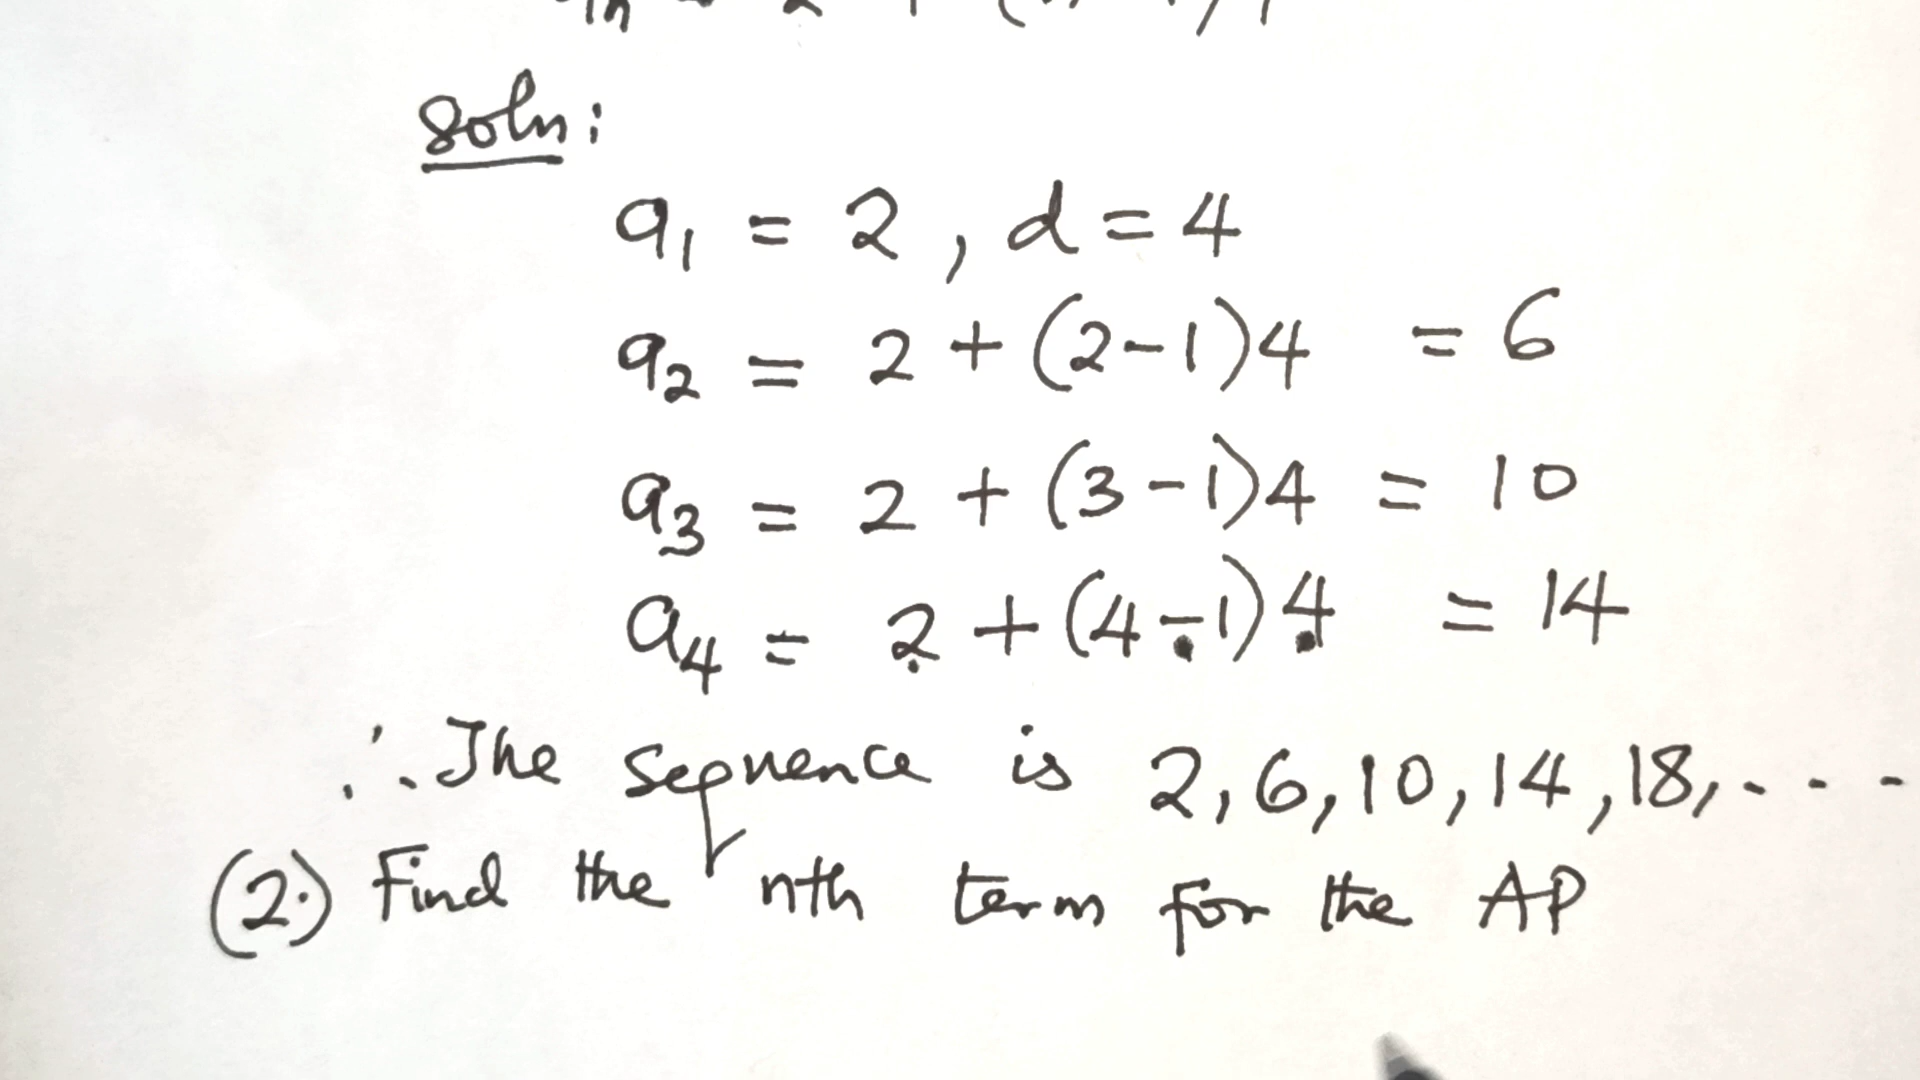 Soln:
a₁ = 2, d = 4
a₂ = 2 + (2-1)4 = 6
a₃ = 2 + (3-1)4 = 10
a₄ = 2 + (4-1)4 = 14
∴ The sequence is 2, 6, 10, 14, 18, . . .
(2.) Find the nth term for the AP